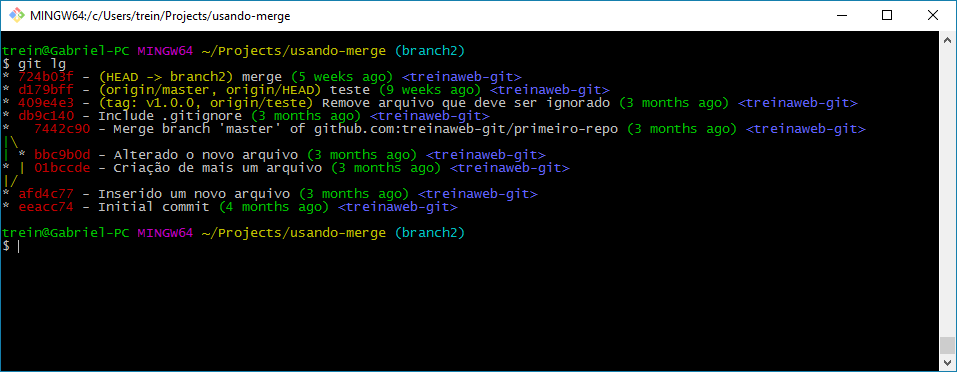 MINGW64:/c/Users/trein/Projects/usando-merge
trein@Gabriel-PC MINGW64 ~/Projects/usando-merge (branch2)
$ git lg
* 724b03f - (HEAD -> branch2) merge (5 weeks ago) <treinaweb-git>
* d179bff - (origin/master, origin/HEAD) teste (9 weeks ago) <treinaweb-git>
* 409e4e3 - (tag: v1.0.0, origin/teste) Remove arquivo que deve ser ignorado (3 months ago) <treinaweb-git>
* db9c140 - Include .gitignore (3 months ago) <treinaweb-git>
*   7442c90 - Merge branch 'master' of github.com:treinaweb-git/primeiro-repo (3 months ago) <treinaweb-git>
|\
| * bbc9b0d - Alterado o novo arquivo (3 months ago) <treinaweb-git>
* | 01bccde - Criação de mais um arquivo (3 months ago) <treinaweb-git>
|/
* afd4c77 - Inserido um novo arquivo (3 months ago) <treinaweb-git>
* eeacc74 - Initial commit (4 months ago) <treinaweb-git>
trein@Gabriel-PC MINGW64 ~/Projects/usando-merge (branch2)
$